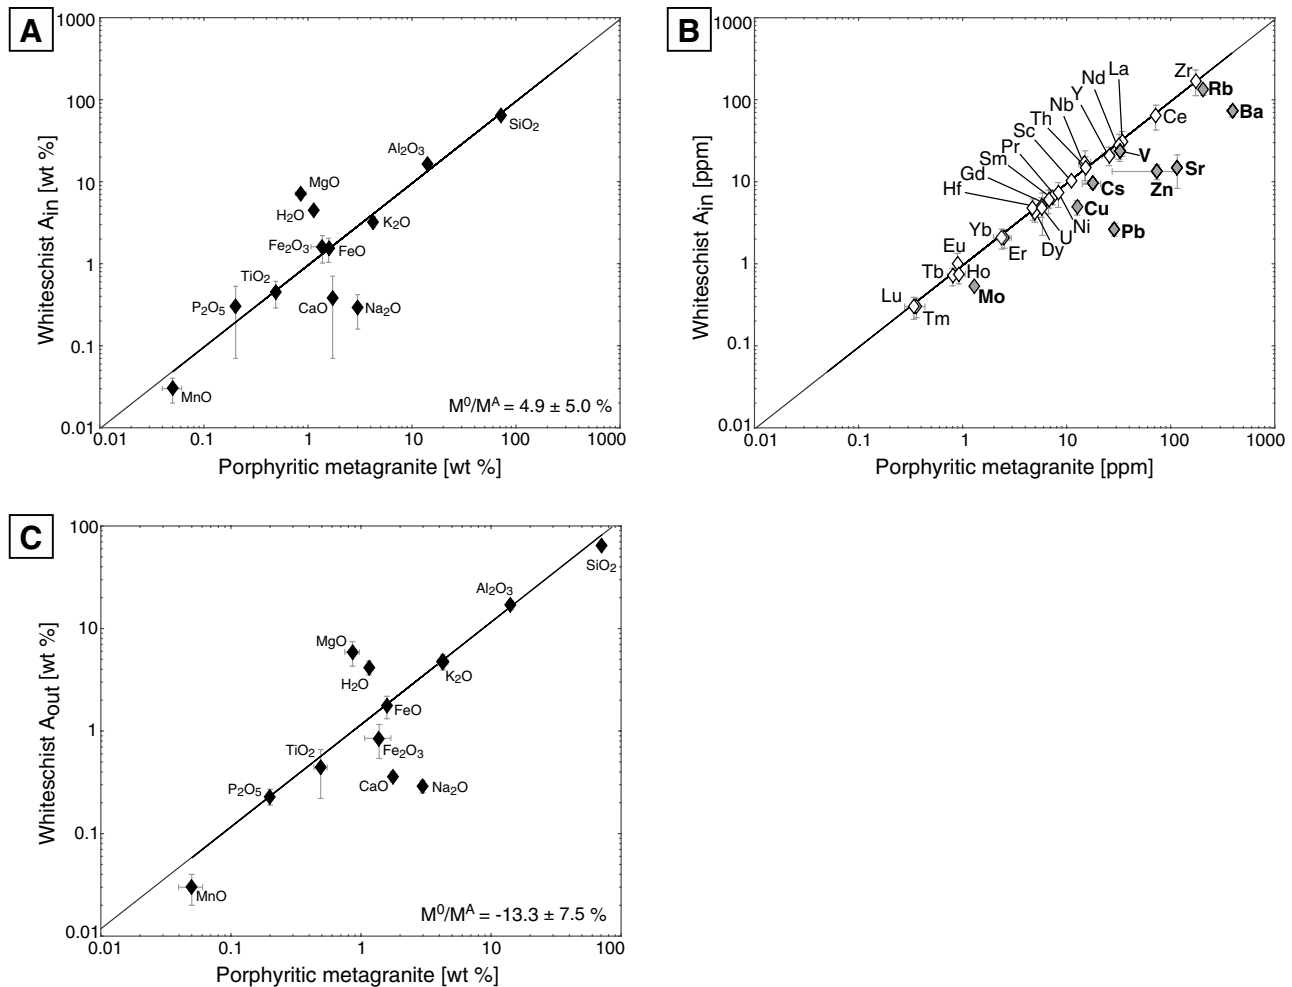 A
1000
100
10
1
0.1
0.01
Whiteschist Ain [wt %]
MgO
H2O
Al2O3
SiO2
K2O
Fe2O3
FeO
TiO2
P2O5
CaO
Na2O
MnO
M0/MA = 4.9 ± 5.0 %
0.01
0.1
1
10
100
1000
Porphyritic metagranite [wt %]
B
1000
100
10
1
0.1
0.01
Whiteschist Ain [ppm]
Zr
Rb
Ba
Ce
La
Nd
Y
Nb
Th
Sc
Pr
Sm
Gd
Hf
V
Sr
Zn
Cs
Cu
Pb
Ni
U
Dy
Yb
Er
Eu
Tb
Ho
Mo
Lu
Tm
0.01
0.1
1
10
100
1000
Porphyritic metagranite [ppm]
C
100
10
1
0.1
0.01
Whiteschist Aout [wt %]
SiO2
Al2O3
MgO
H2O
K2O
FeO
Fe2O3
TiO2
CaO
Na2O
P2O5
MnO
M0/MA = -13.3 ± 7.5 %
0.01
0.1
1
10
100
Porphyritic metagranite [wt %]